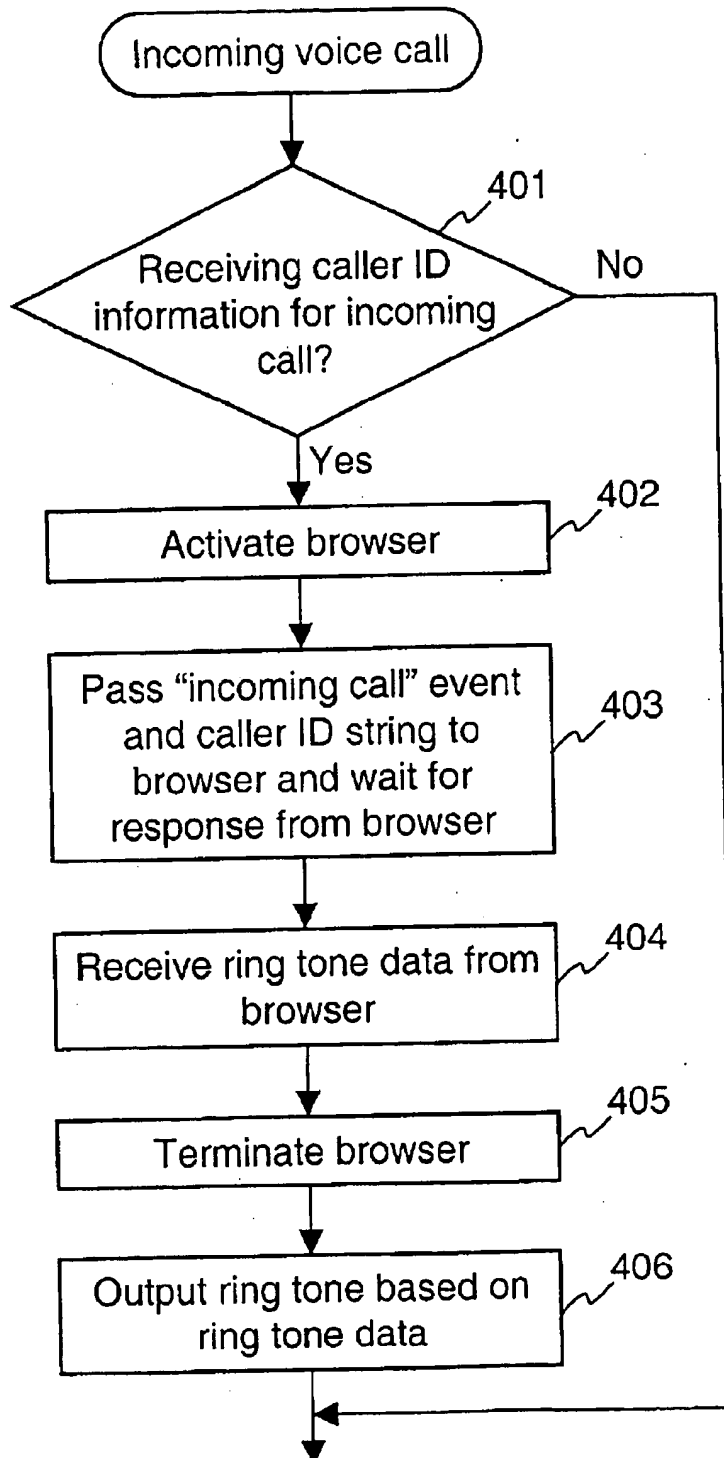 Incoming voice call
401
Receiving caller ID
information for incoming
call?
No
Yes
402
Activate browser
403
Pass “incoming call” event
and caller ID string to
browser and wait for
response from browser
404
Receive ring tone data from
browser
405
Terminate browser
406
Output ring tone based on
ring tone data